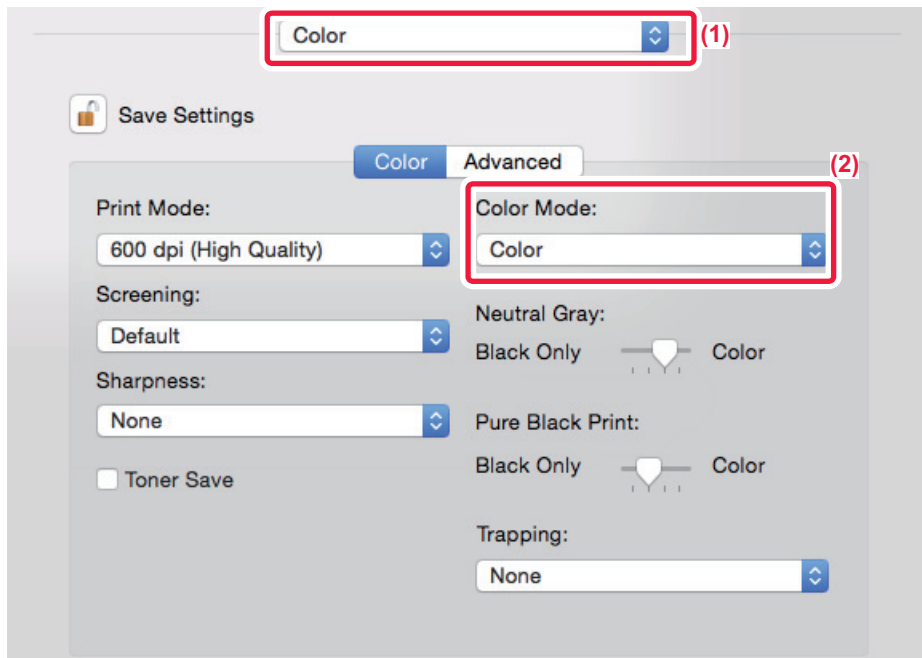 Color
(1)
Save Settings
Color Advanced
(2)
Print Mode:
600 dpi (High Quality)
Screening:
Default
Sharpness:
None
Toner Save
Color Mode:
Color
Neutral Gray:
Black Only Color
Pure Black Print:
Black Only Color
Trapping:
None